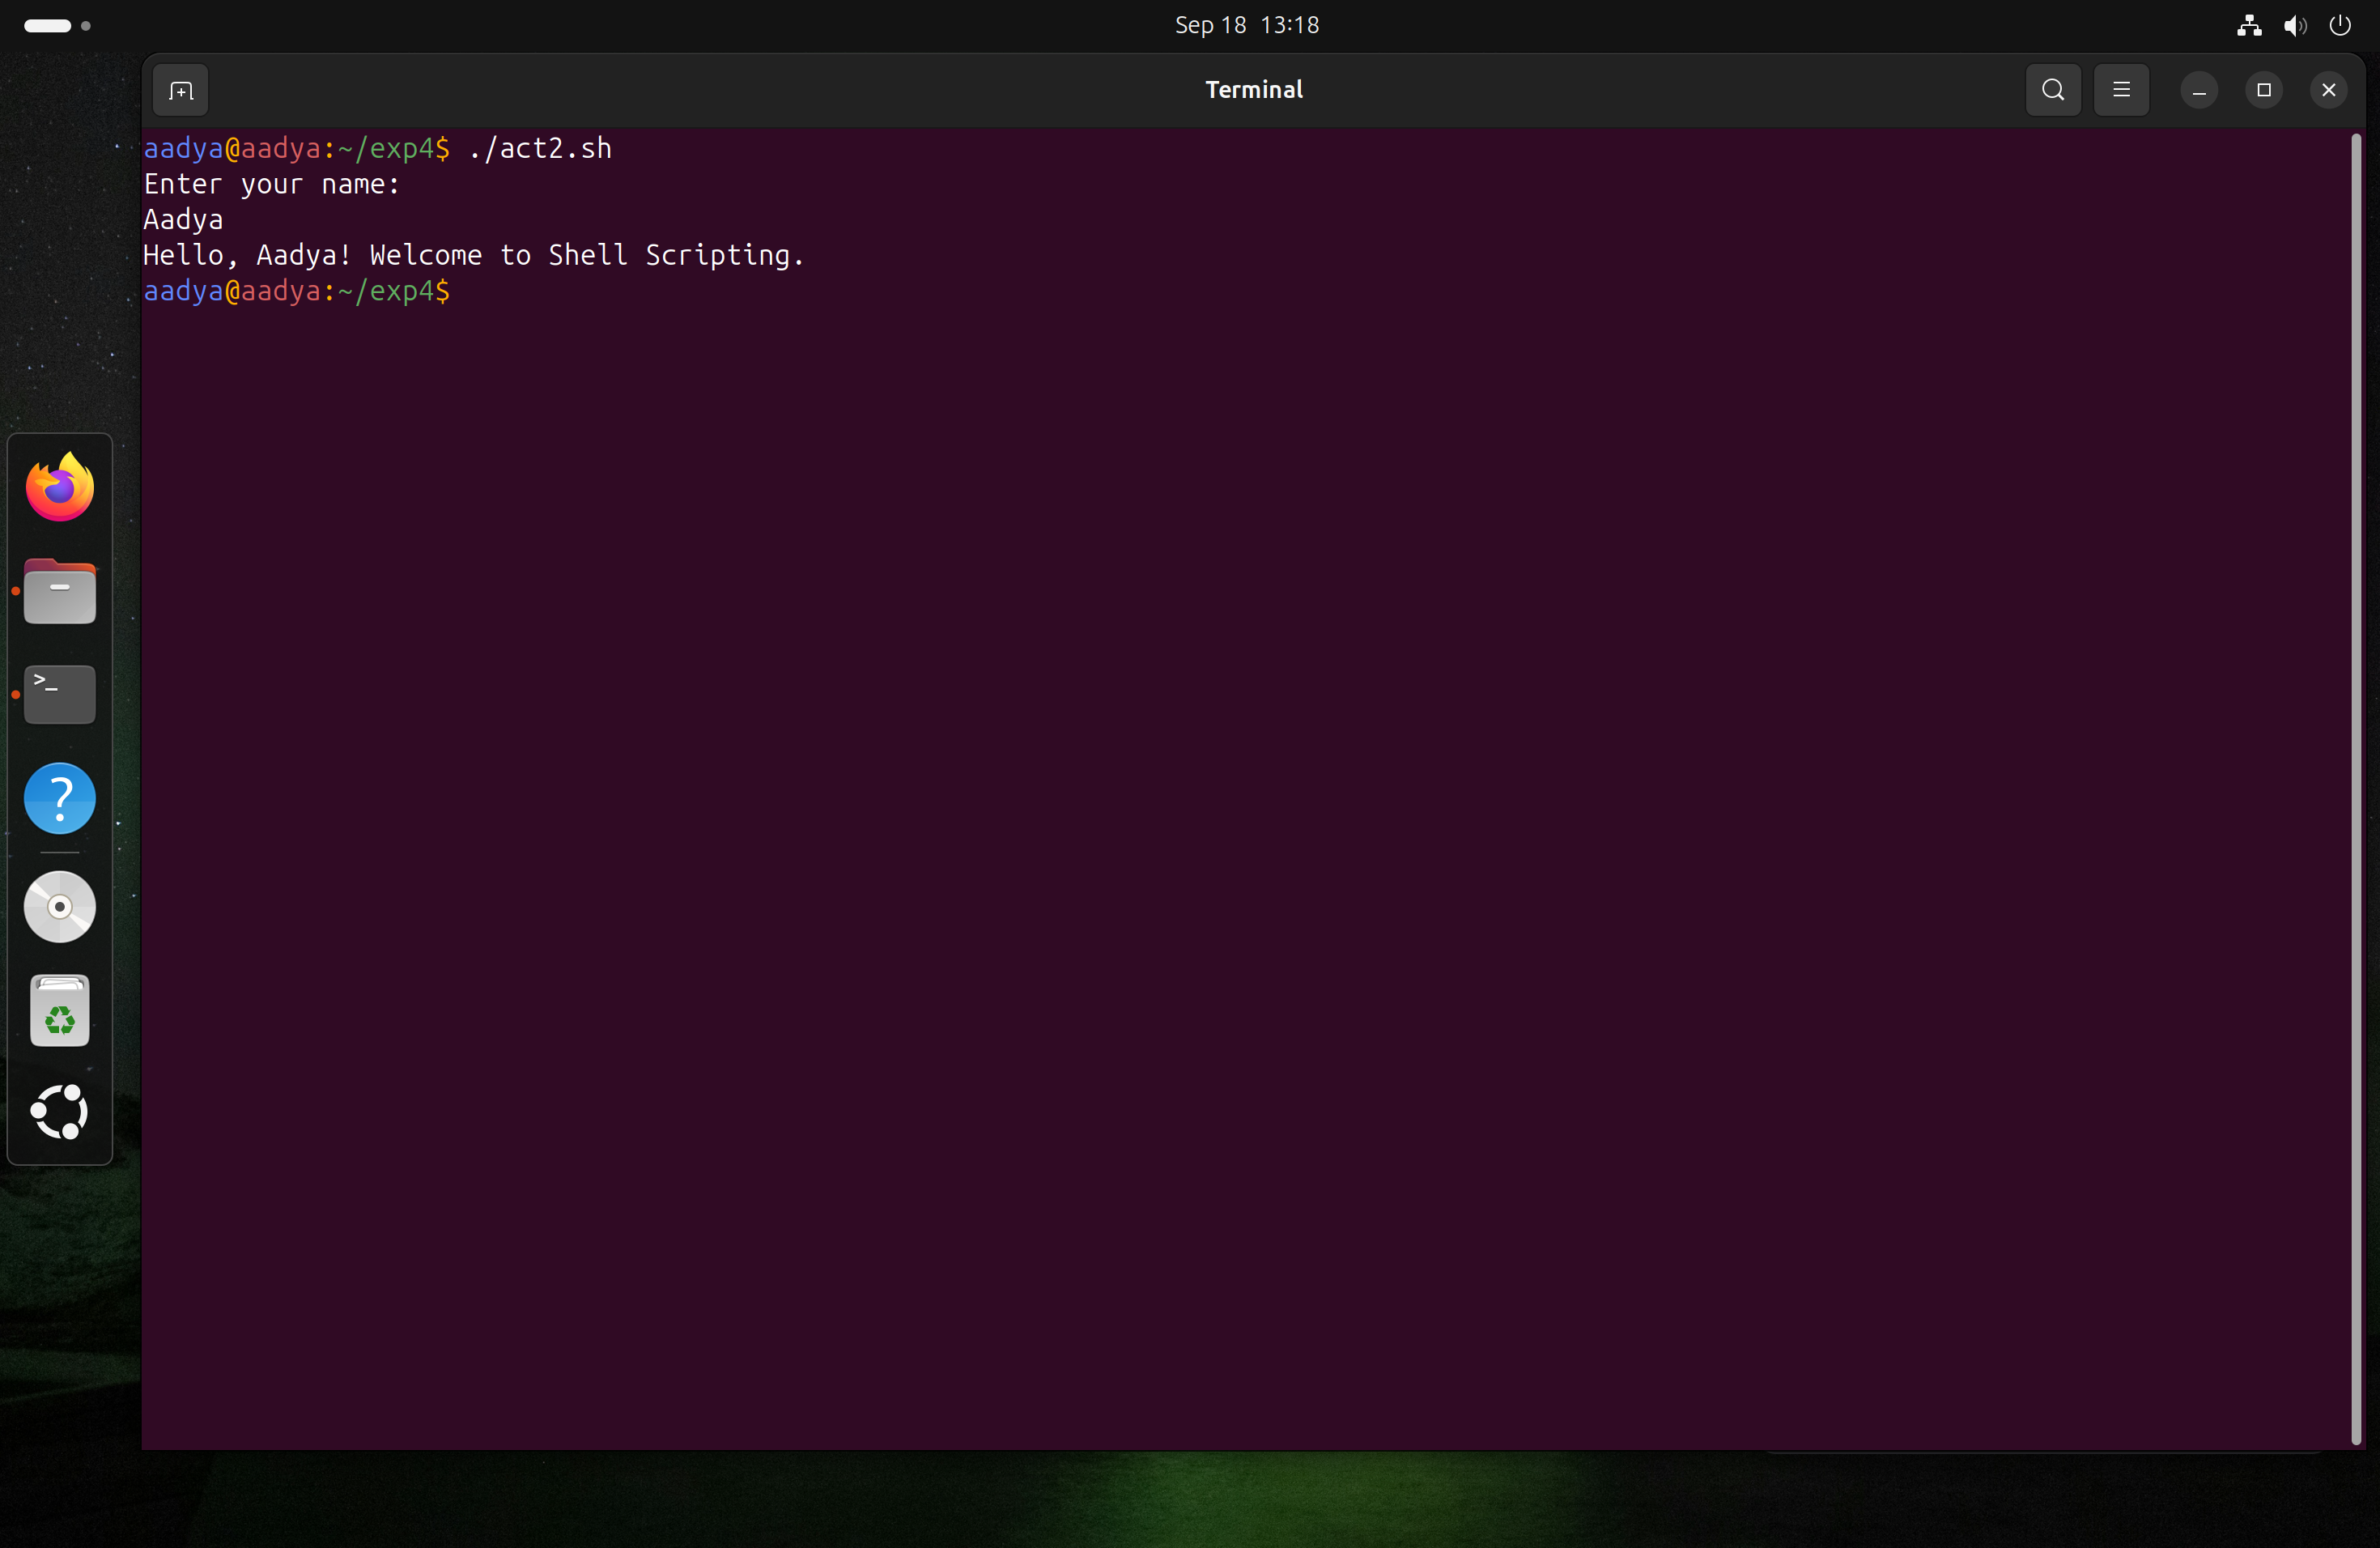 Sep 18 13:18
Terminal
aadya@aadya:~/exp4$ ./act2.sh
Enter your name:
Aadya
Hello, Aadya! Welcome to Shell Scripting.
aadya@aadya:~/exp4$